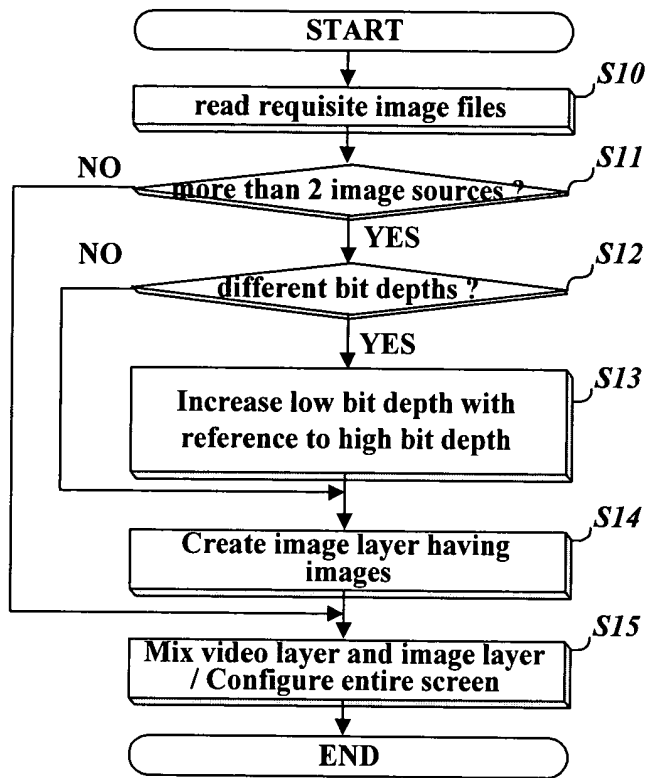 START
S10
read requisite image files
S11
NO
more than 2 image sources ?
YES
S12
NO
different bit depths ?
YES
S13
Increase low bit depth with
reference to high bit depth
S14
Create image layer having
images
S15
Mix video layer and image layer
/ Configure entire screen
END